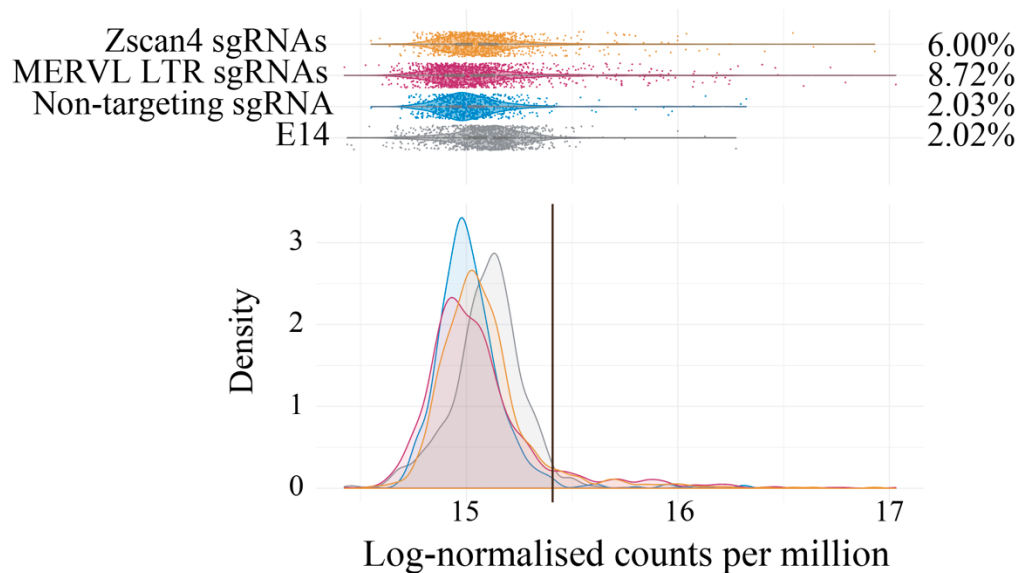 Zscan4 sgRNAs 6.00%
MERVL LTR sgRNAs 8.72%
Non-targeting sgRNA 2.03%
E14 2.02%
3
2
1
0
Density
15 16 17
Log-normalised counts per million